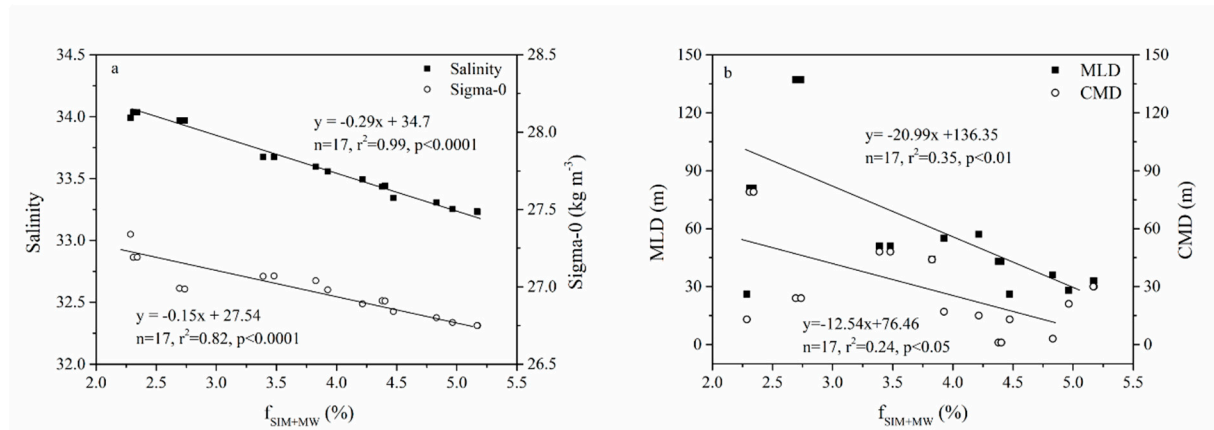 a
Salinity
Sigma-0
y = -0.29x + 34.7
n=17, r²=0.99, p<0.0001
y = -0.15x + 27.54
n=17, r²=0.82, p<0.0001
34.5
34.0
33.5
33.0
32.5
32.0
Salinity
28.5
28.0
27.5
27.0
26.5
Sigma-0 (kg m⁻³)
2.0 2.5 3.0 3.5 4.0 4.5 5.0 5.5
f_SIM+MW (%)
b
MLD
CMD
y= -20.99x +136.35
n=17, r²=0.35, p<0.01
y=-12.54x+76.46
n=17, r²=0.24, p<0.05
150
120
90
60
30
0
MLD (m)
150
120
90
60
30
0
CMD (m)
2.0 2.5 3.0 3.5 4.0 4.5 5.0 5.5
f_SIM+MW (%)